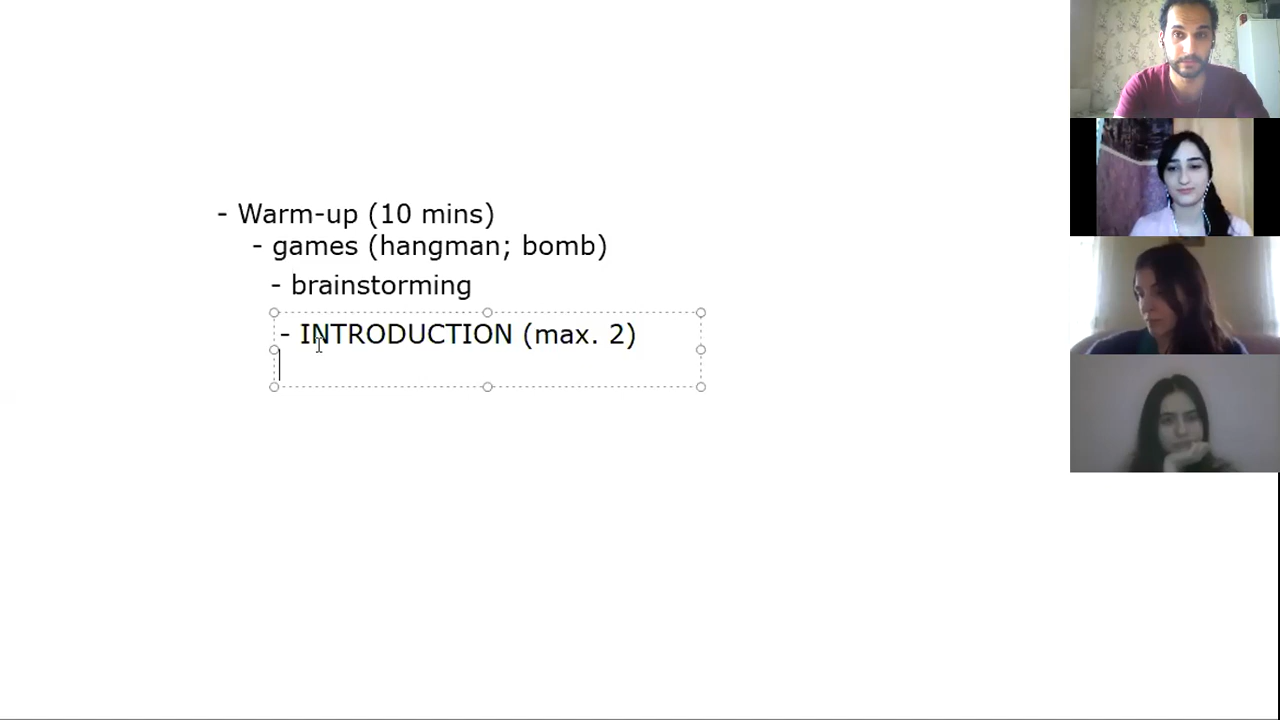 - Warm-up (10 mins)
- games (hangman; bomb)
- brainstorming
- INTRODUCTION (max. 2)